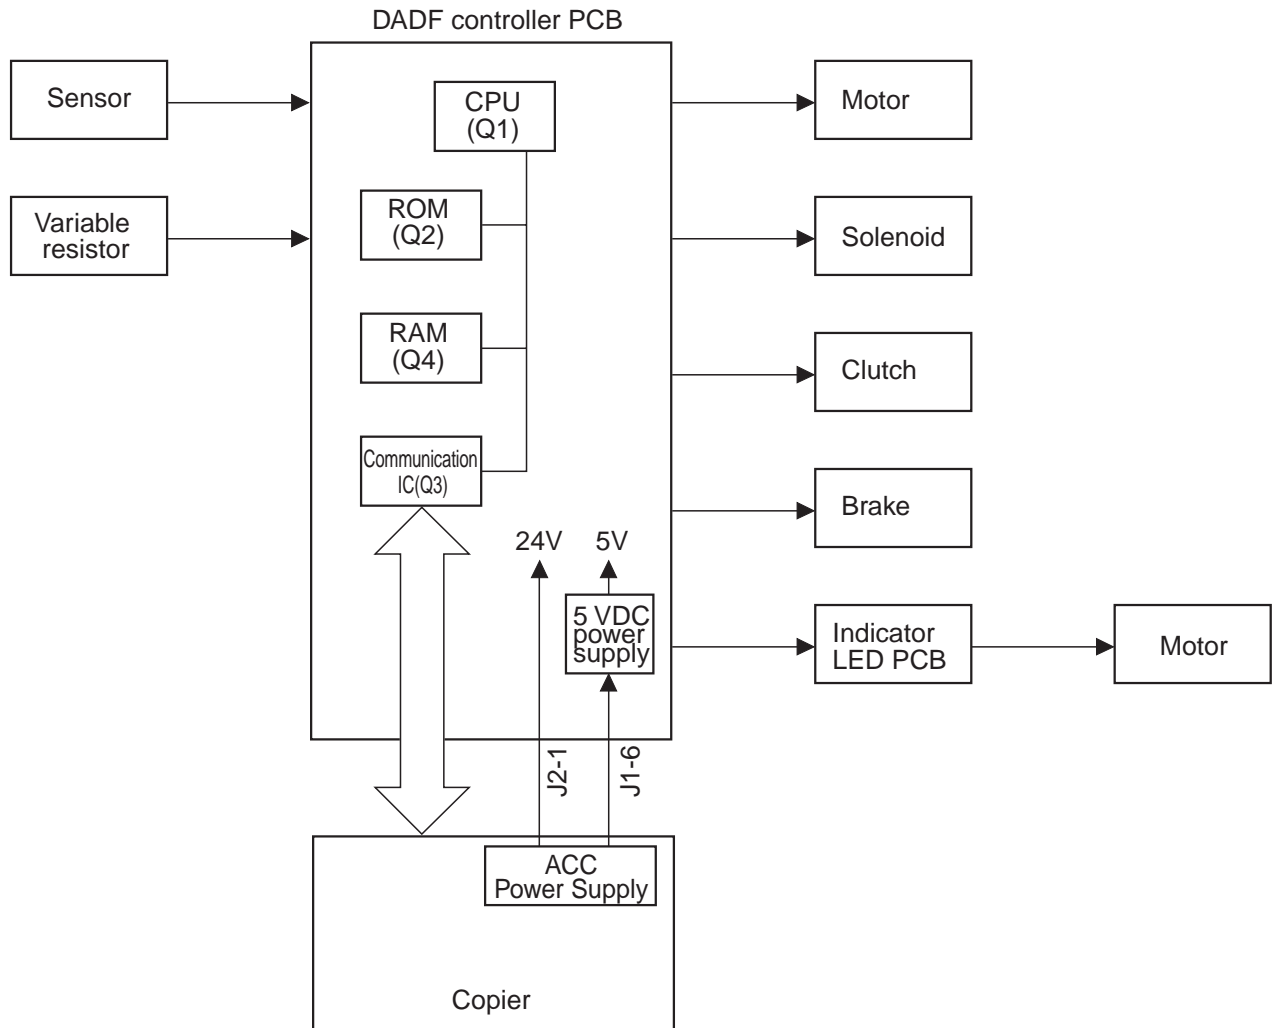 DADF controller PCB
Sensor
CPU
(Q1)
Motor
Variable
resistor
ROM
(Q2)
Solenoid
RAM
(Q4)
Clutch
Communication
IC(Q3)
Brake
24V
5V
5 VDC
power
supply
Indicator
LED PCB
Motor
J2-1
J1-6
ACC
Power Supply
Copier